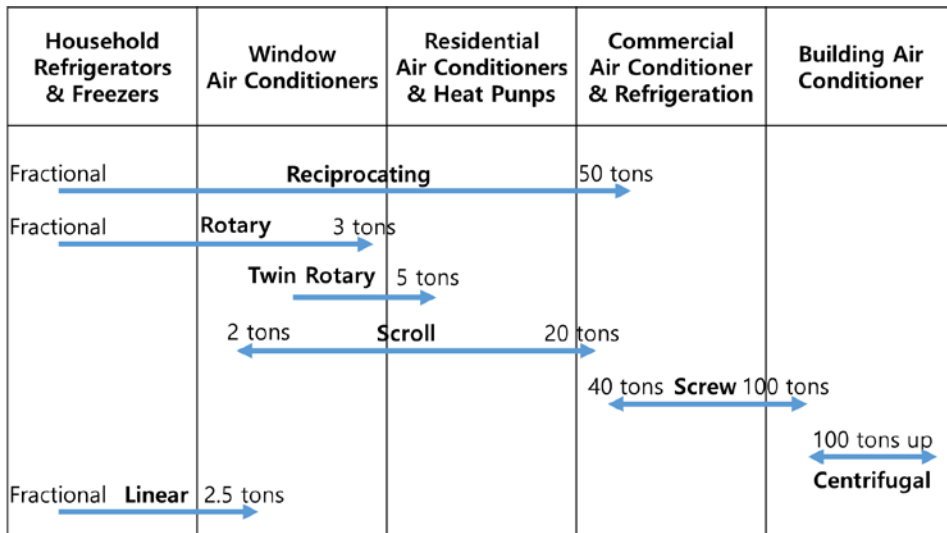 Household
Refrigerators
& Freezers
Window
Air Conditioners
Residential
Air Conditioners
& Heat Punps
Commercial
Air Conditioner
& Refrigeration
Building Air
Conditioner
Fractional Reciprocating 50 tons
Fractional Rotary 3 tons
Twin Rotary 5 tons
2 tons Scroll 20 tons
40 tons Screw 100 tons
100 tons up
Centrifugal
Fractional Linear 2.5 tons